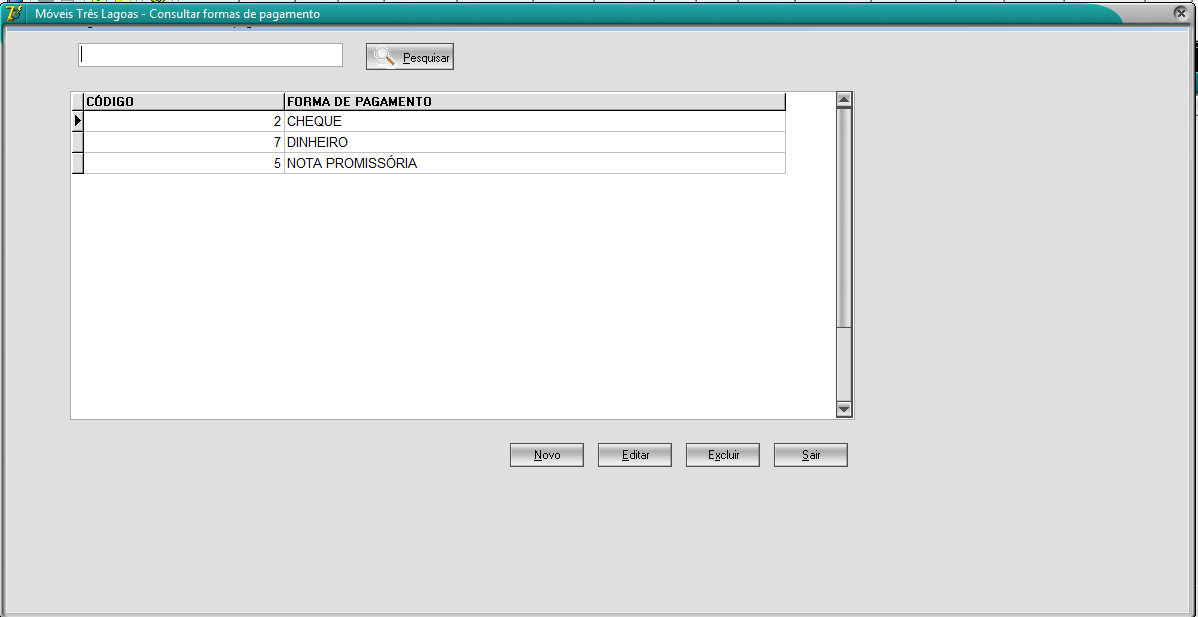 Móveis Três Lagoas - Consultar formas de pagamento
Pesquisar
CÓDIGO FORMA DE PAGAMENTO
2 CHEQUE
7 DINHEIRO
5 NOTA PROMISSÓRIA
Novo Editar Excluir Sair